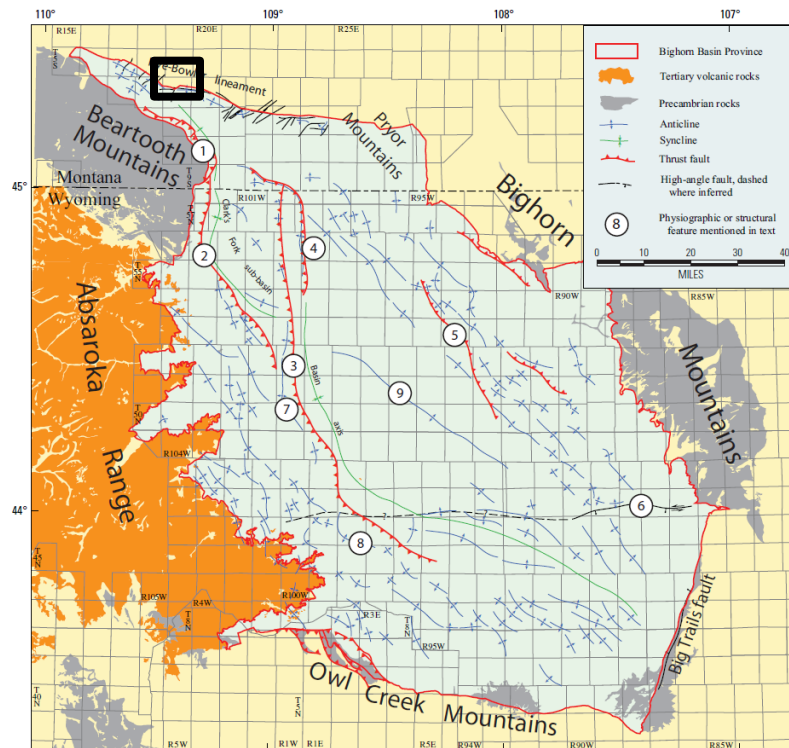 110°
109°
108°
107°
R15E
R20E
R25E
lineament
Beartooth
Mountains
Pryor
Mountains
Bighorn
Mountains
45°
Montana
Wyoming
R101W
R95W
R90W
R85W
Clark's
Fork
sub-basin
1
2
3
4
5
6
7
8
9
Basin
axis
Absaroka
Range
R104W
44°
T
45
N
R105W
R4W
R100W
R3E
R95W
T
8
N
T
40
N
T
5
N
Big Trails fault
Owl Creek Mountains
R5W
R1W
R1E
R5E
R94W
R90W
R85W
Bighorn Basin Province
Tertiary volcanic rocks
Precambrian rocks
Anticline
Syncline
Thrust fault
High-angle fault, dashed
where inferred
8
Physiographic or structural
feature mentioned in text
0 10 20 30 40
MILES